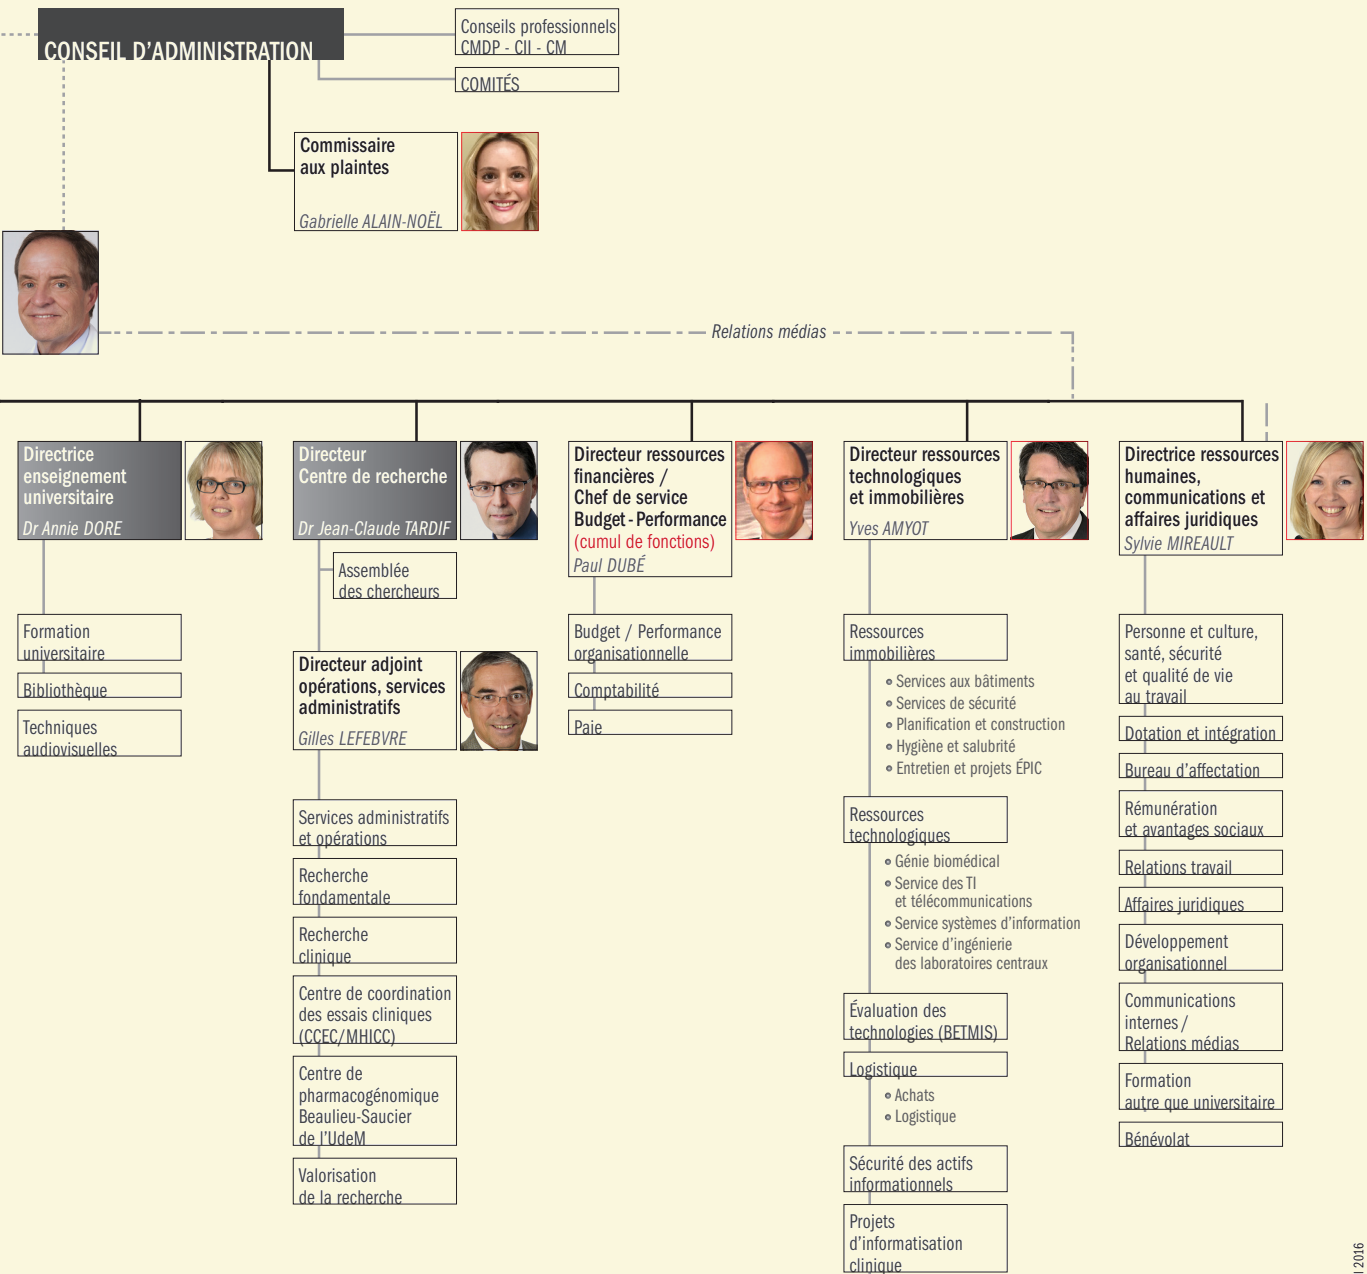 CONSEIL D'ADMINISTRATION
Conseils professionnels
CMDP - CII - CM
COMITÉS
Commissaire
aux plaintes
Gabrielle ALAIN-NOËL
Relations médias
Directrice
enseignement
universitaire
Dr Annie DORE
Formation
universitaire
Bibliothèque
Techniques
audiovisuelles
Directeur
Centre de recherche
Dr Jean-Claude TARDIF
Assemblée
des chercheurs
Directeur adjoint
opérations, services
administratifs
Gilles LEFEBVRE
Services administratifs
et opérations
Recherche
fondamentale
Recherche
clinique
Centre de coordination
des essais cliniques
(CCEC/MHICC)
Centre de
pharmacogénomique
Beaulieu-Saucier
de l'UdeM
Valorisation
de la recherche
Directeur ressources
financières /
Chef de service
Budget - Performance
(cumul de fonctions)
Paul DUBÉ
Budget / Performance
organisationnelle
Comptabilité
Paie
Directeur ressources
technologiques
et immobilières
Yves AMYOT
Ressources
immobilières
• Services aux bâtiments
• Services de sécurité
• Planification et construction
• Hygiène et salubrité
• Entretien et projets ÉPIC
Ressources
technologiques
• Génie biomédical
• Service des TI
et télécommunications
• Service systèmes d'information
• Service d'ingénierie
des laboratoires centraux
Évaluation des
technologies (BETMIS)
Logistique
• Achats
• Logistique
Sécurité des actifs
informationnels
Projets
d'informatisation
clinique
Directrice ressources
humaines,
communications et
affaires juridiques
Sylvie MIREAULT
Personne et culture,
santé, sécurité
et qualité de vie
au travail
Dotation et intégration
Bureau d'affectation
Rémunération
et avantages sociaux
Relations travail
Affaires juridiques
Développement
organisationnel
Communications
internes /
Relations médias
Formation
autre que universitaire
Bénévolat
2016